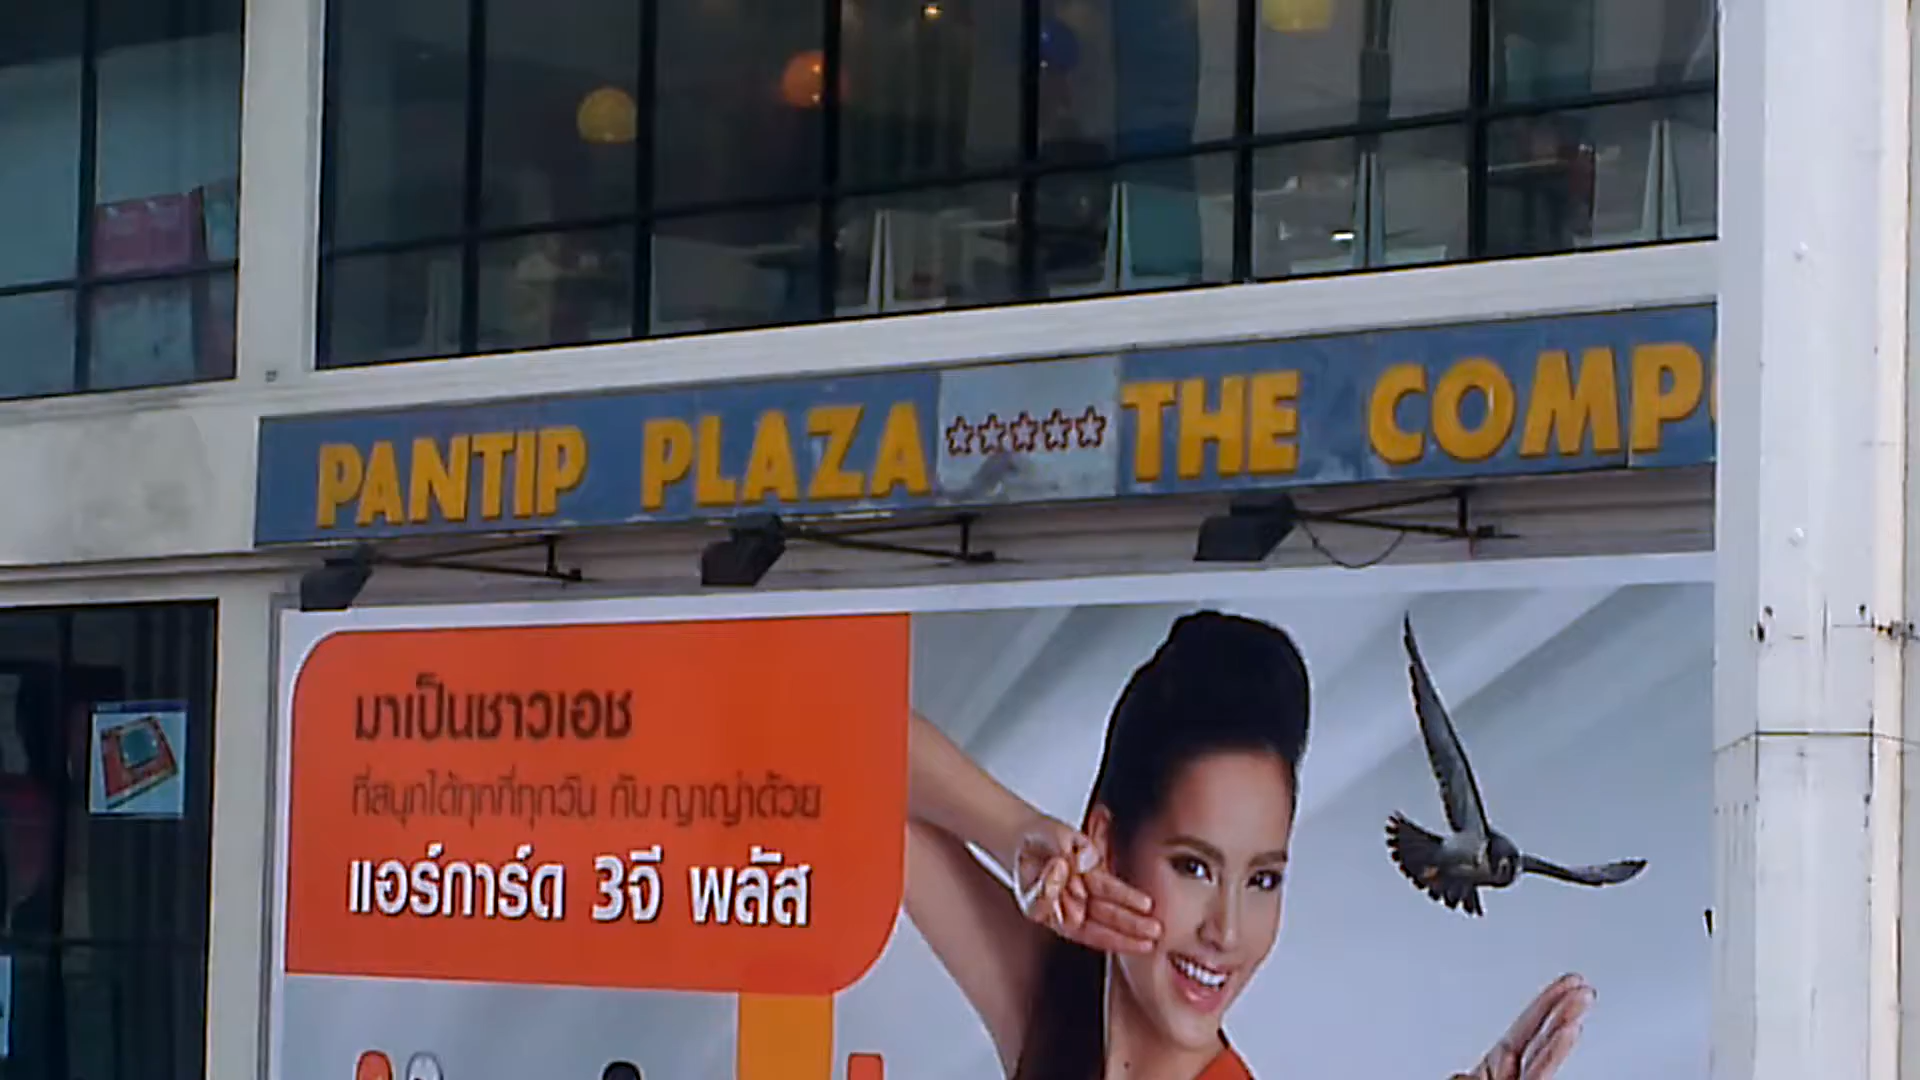 PANTIP PLAZA ☆☆☆☆☆ THE COMP
มาเป็นชาวเอช
ที่สนุกได้ทุกที่ทุกวัน กับ ญาญ่าด้วย
แอร์การ์ด 3จี พลัส